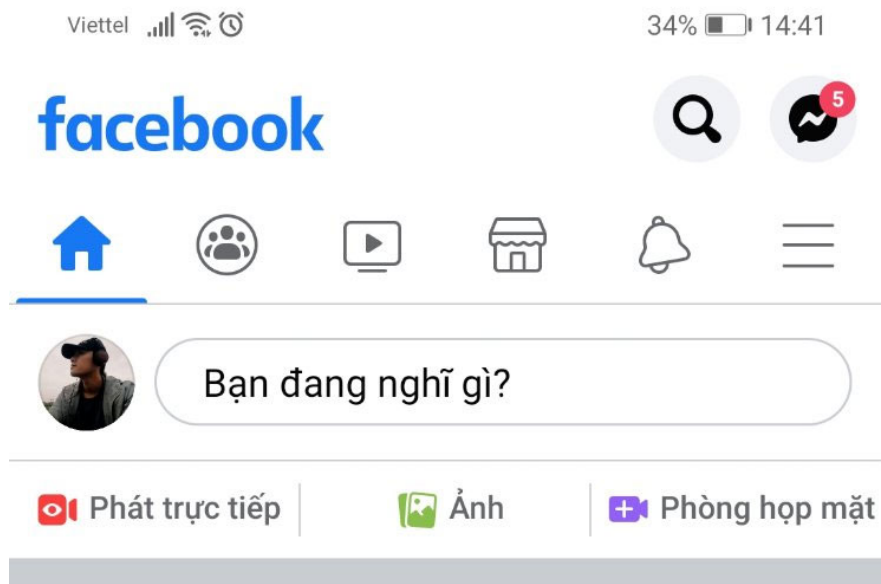 Viettel 34% 14:41
facebook
5
Bạn đang nghĩ gì?
Phát trực tiếp Ảnh Phòng họp mặt